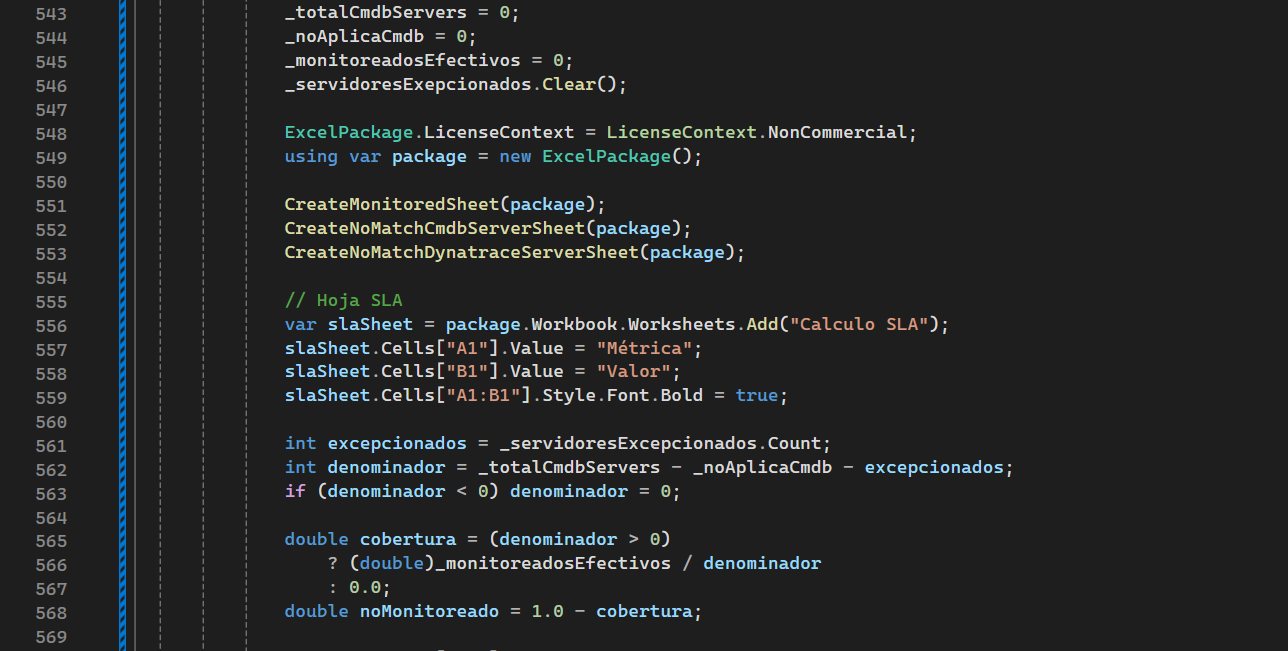 543 _totalCmdbServers = 0;
544 _noAplicaCmdb = 0;
545 _monitoreadosEfectivos = 0;
546 _servidoresExepcionados.Clear();
547
548 ExcelPackage.LicenseContext = LicenseContext.NonCommercial;
549 using var package = new ExcelPackage();
550
551 CreateMonitoredSheet(package);
552 CreateNoMatchCmdbServerSheet(package);
553 CreateNoMatchDynatraceServerSheet(package);
554
555 // Hoja SLA
556 var slaSheet = package.Workbook.Worksheets.Add("Calculo SLA");
557 slaSheet.Cells["A1"].Value = "Métrica";
558 slaSheet.Cells["B1"].Value = "Valor";
559 slaSheet.Cells["A1:B1"].Style.Font.Bold = true;
560
561 int excepcionados = _servidoresExcepcionados.Count;
562 int denominador = _totalCmdbServers - _noAplicaCmdb - excepcionados;
563 if (denominador < 0) denominador = 0;
564
565 double cobertura = (denominador > 0)
566 ? (double)_monitoreadosEfectivos / denominador
567 : 0.0;
568 double noMonitoreado = 1.0 - cobertura;
569